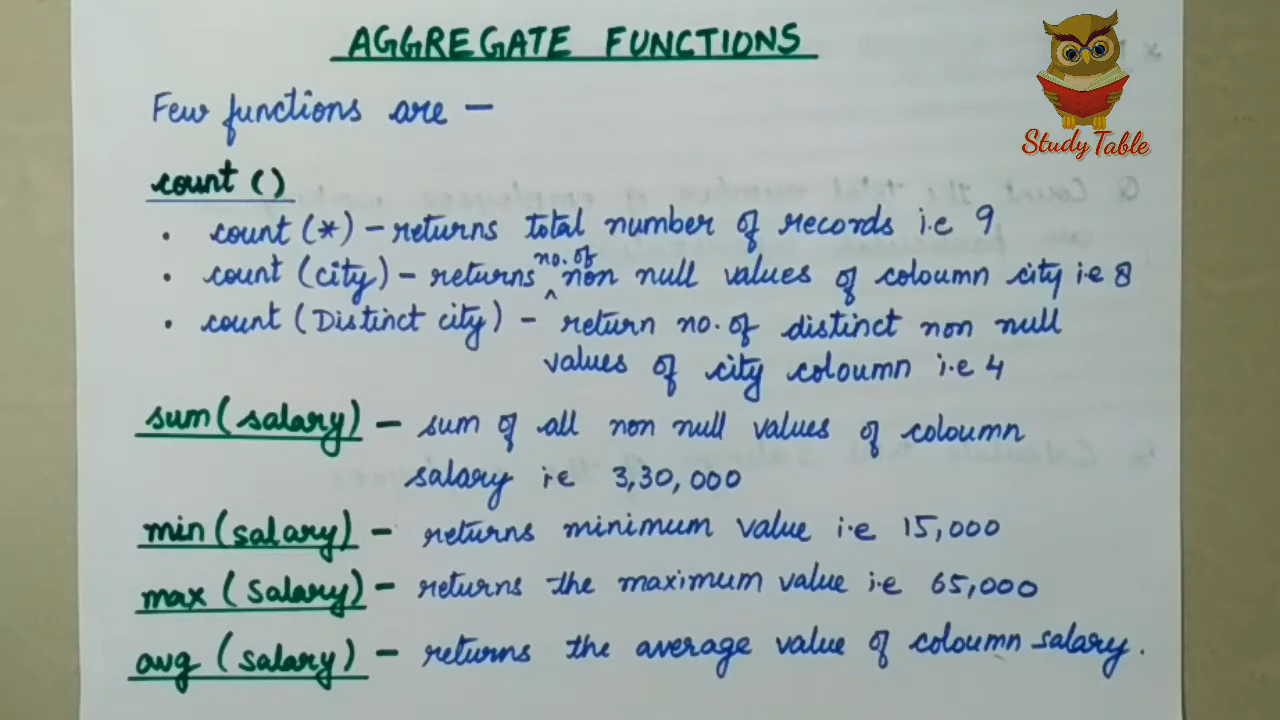 AGGREGATE FUNCTIONS
Study Table
Few functions are -
count ()
• count (*) - returns total number of records i.e 9
• count (city) - returns no. of non null values of coloumn city i.e 8
• count (Distinct city) - return no. of distinct non null
values of city coloumn i.e 4
sum (salary) - sum of all non null values of coloumn
salary ie 3,30,000
min (salary) - returns minimum value i.e 15,000
max (salary) - returns the maximum value i.e 65,000
avg (salary) - returns the average value of coloumn salary.